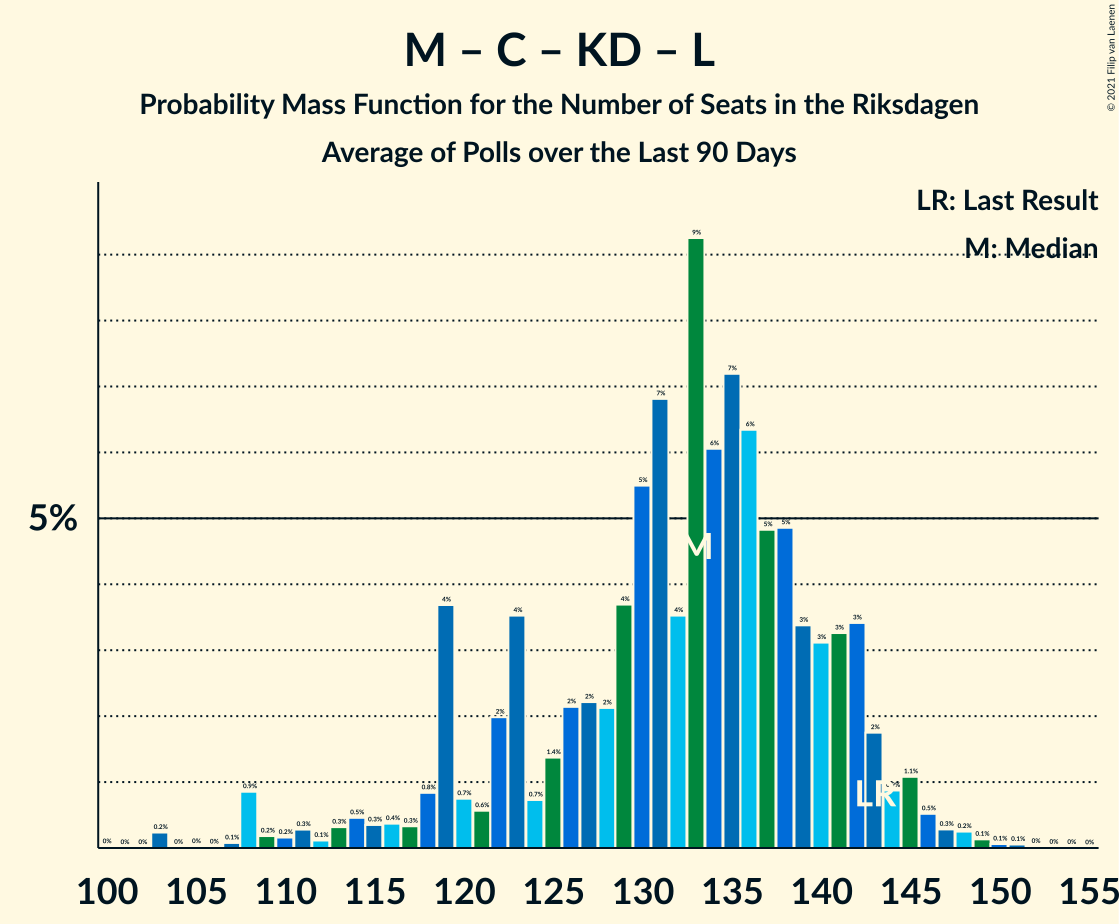 M – C – KD – L
Probability Mass Function for the Number of Seats in the Riksdagen
Average of Polls over the Last 90 Days
© 2021 Filip van Laenen
LR: Last Result
M: Median
5%
0% 0% 0% 0.2% 0% 0% 0% 0.1% 0.9% 0.2% 0.2% 0.3% 0.1% 0.3% 0.5% 0.3% 0.4% 0.3% 0.8% 4% 0.7% 0.6% 2% 4% 0.7% 1.4% 2% 2% 2% 4% 5% 7% 4% 9% 6% 7% 6% 5% 5% 3% 3% 3% 3% 2% 1.1% 0.5% 0.3% 0.2% 0.1% 0.1% 0.1% 0% 0% 0% 0%
M
LR
100 105 110 115 120 125 130 135 140 145 150 155